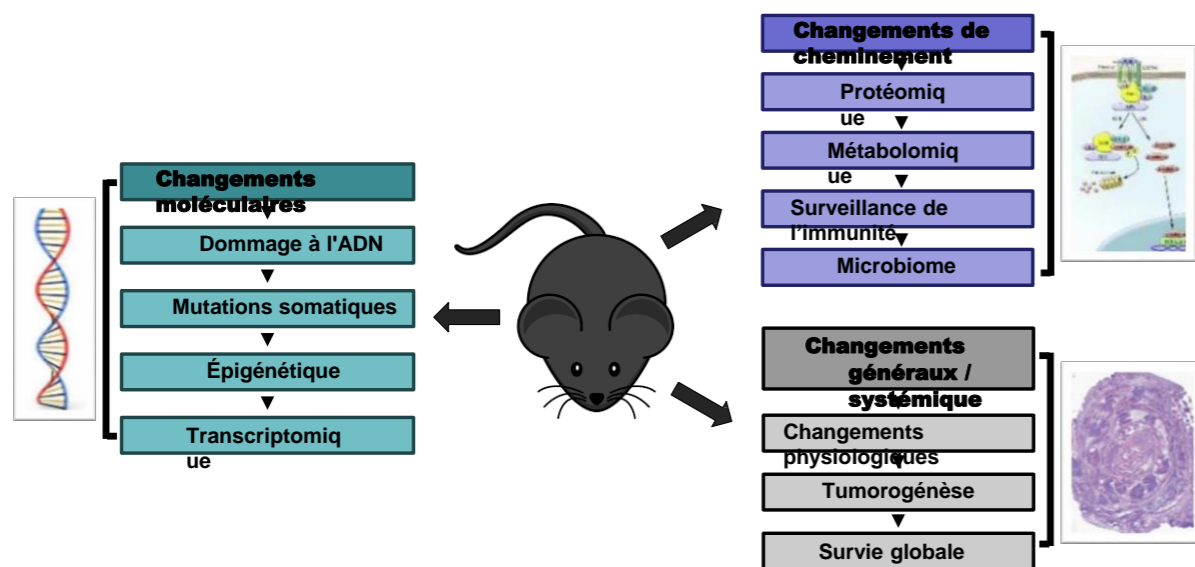 Changements
moléculaires
Dommage à l'ADN
Mutations somatiques
Épigénétique
Transcriptomiq
ue
Changements de
cheminement
Protéomiq
ue
Métabolomiq
ue
Surveillance de
l'immunité
Microbiome
Changements
généraux /
systémique
Changements
physiologiques
Tumorogénèse
Survie globale